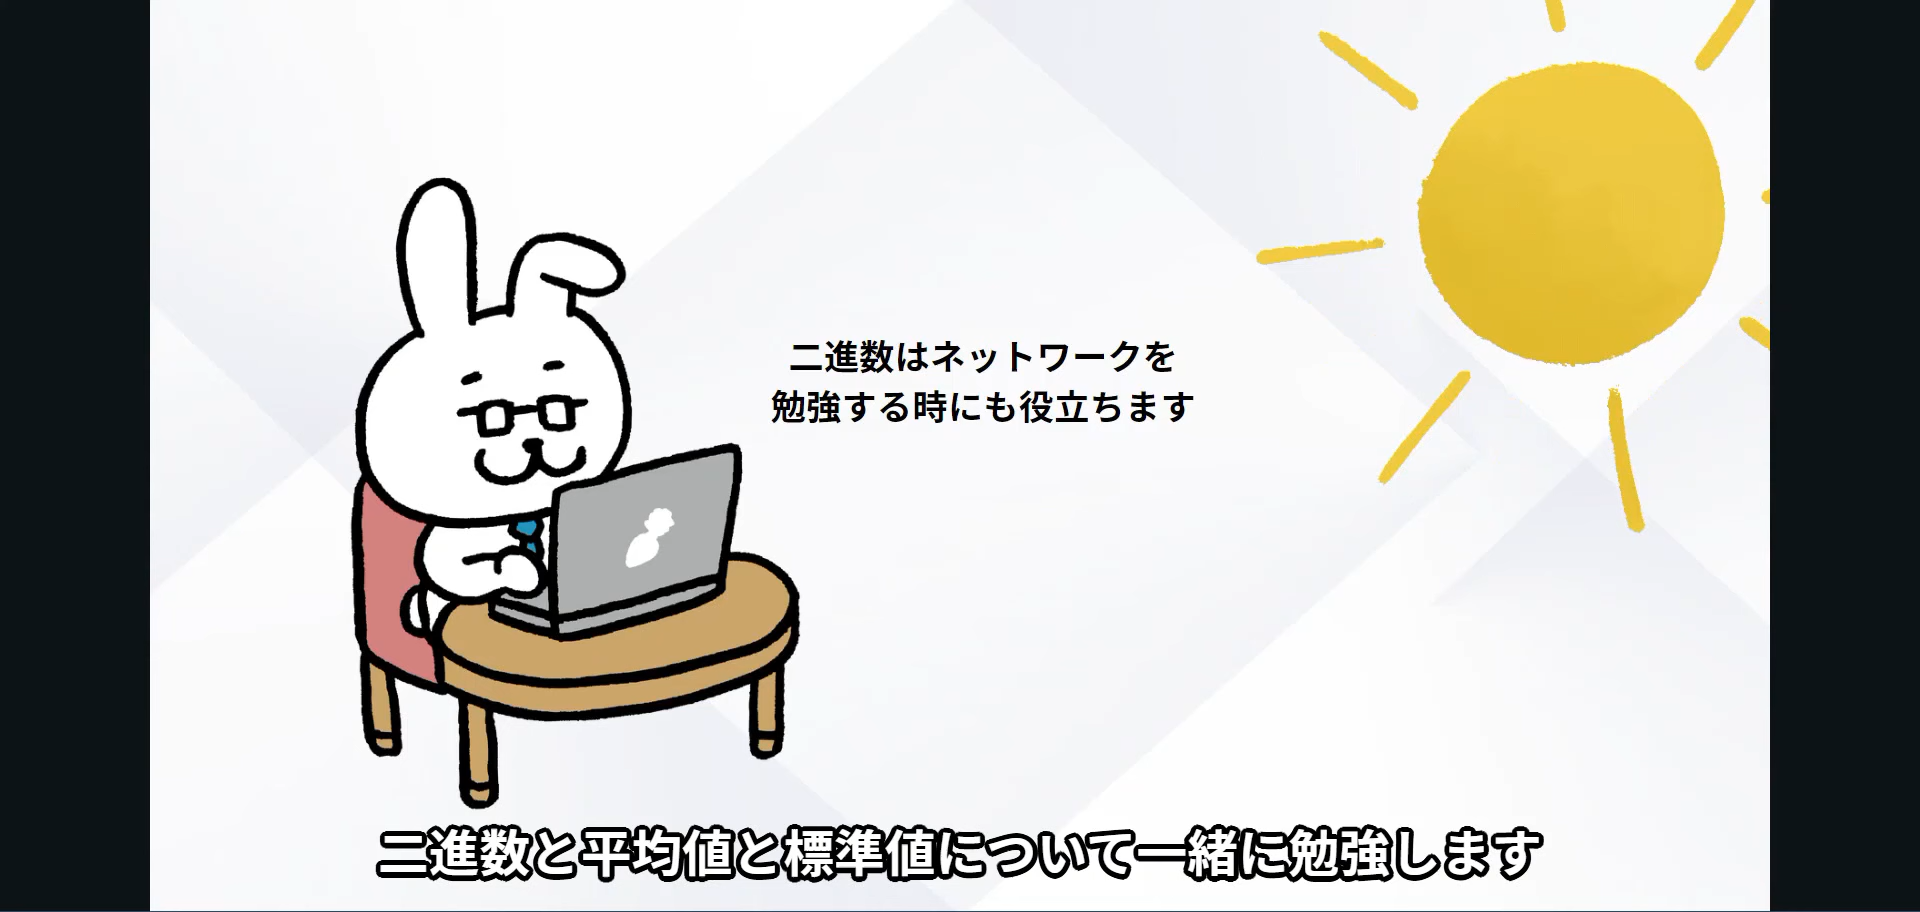 二進数はネットワークを
勉強する時にも役立ちます
二進数と平均値と標準値について一緒に勉強します